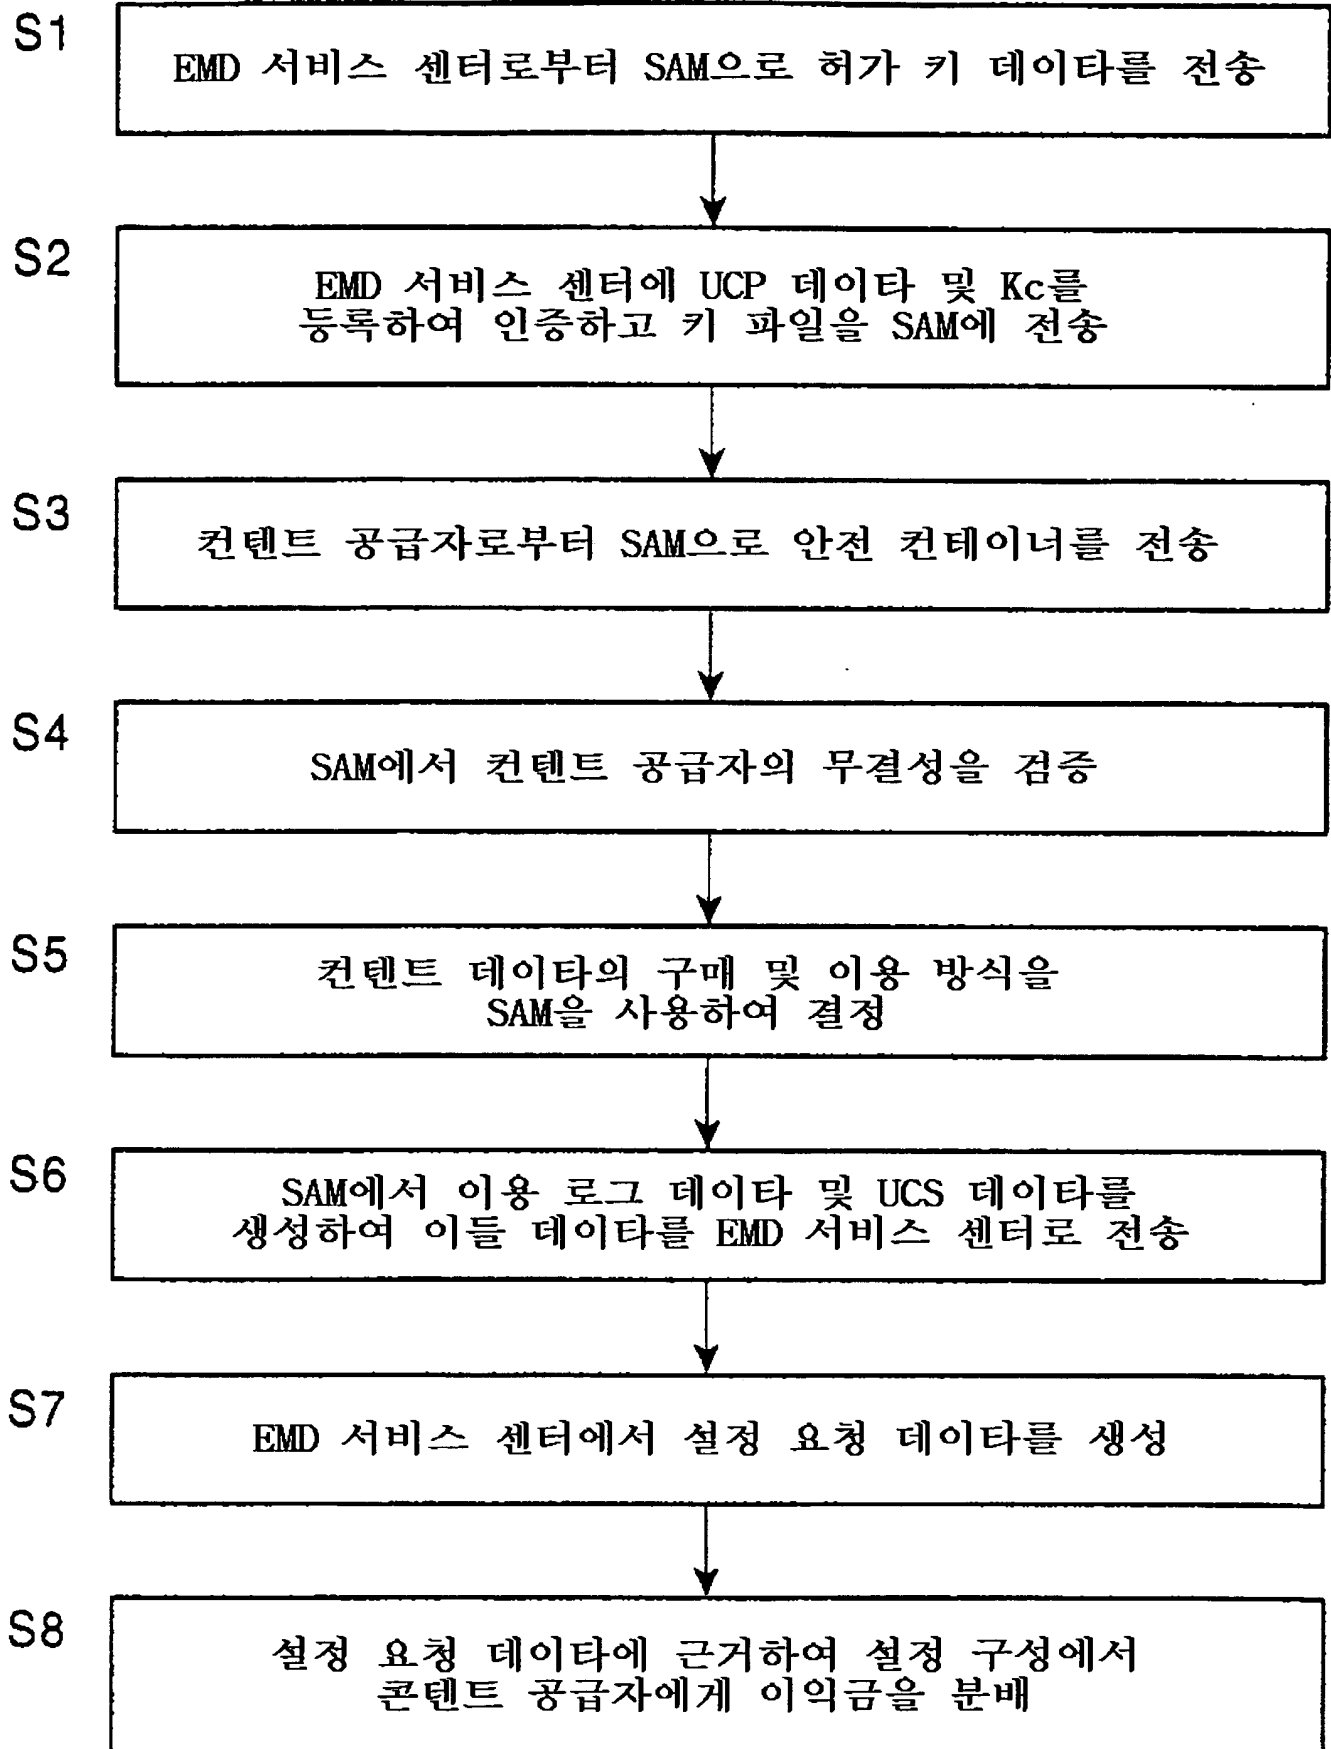 S1
EMD 서비스 센터로부터 SAM으로 허가 키 데이타를 전송
S2
EMD 서비스 센터에 UCP 데이타 및 Kc를
등록하여 인증하고 키 파일을 SAM에 전송
S3
컨텐트 공급자로부터 SAM으로 안전 컨테이너를 전송
S4
SAM에서 컨텐트 공급자의 무결성을 검증
S5
컨텐트 데이타의 구매 및 이용 방식을
SAM을 사용하여 결정
S6
SAM에서 이용 로그 데이타 및 UCS 데이타를
생성하여 이들 데이타를 EMD 서비스 센터로 전송
S7
EMD 서비스 센터에서 설정 요청 데이타를 생성
S8
설정 요청 데이타에 근거하여 설정 구성에서
콘텐트 공급자에게 이익금을 분배